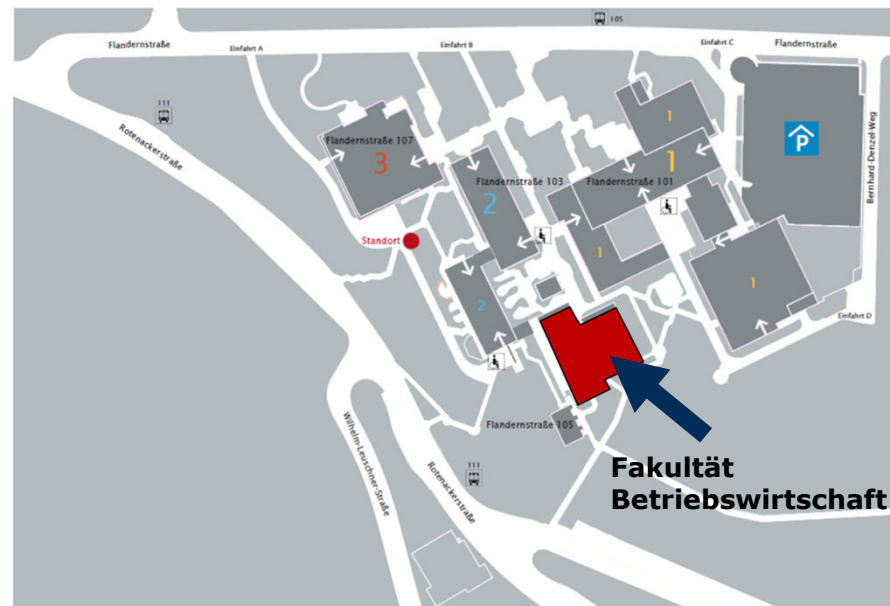 105
Flandernstraße
Einfahrt A
Einfahrt B
Einfahrt C
Flandernstraße
111
Rotenackerstraße
Flandernstraße 107
3
1
P
Bernhard-Denzel-Weg
1
Flandernstraße 103
Flandernstraße 101
2
Standort
1
1
2
Einfahrt D
Wilhelm-Leuschner-Straße
Flandernstraße 105
111
Rotenackerstraße
Fakultät
Betriebswirtschaft